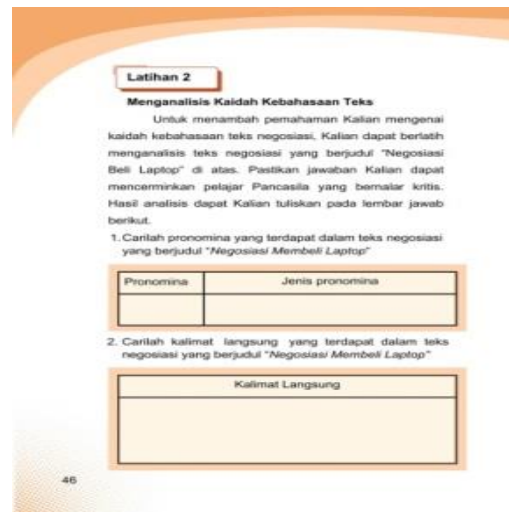 Latihan 2
Menganalisis Kaidah Kebahasaan Teks
Untuk menambah pemahaman Kalian mengenai
kaidah kebahasaan teks negosiasi, Kalian dapat berlatih
menganalisis teks negosiasi yang berjudul "Negosiasi
Beli Laptop" di atas. Pastikan jawaban Kalian dapat
mencerminkan pelajar Pancasila yang bernalar kritis.
Hasil analisis dapat Kalian tuliskan pada lembar jawab
berikut.
1. Carilah pronomina yang terdapat dalam teks negosiasi
yang berjudul "Negosiasi Membeli Laptop"
Pronomina Jenis pronomina
2. Carilah kalimat langsung yang terdapat dalam teks
negosiasi yang berjudul "Negosiasi Membeli Laptop"
Kalimat Langsung
46